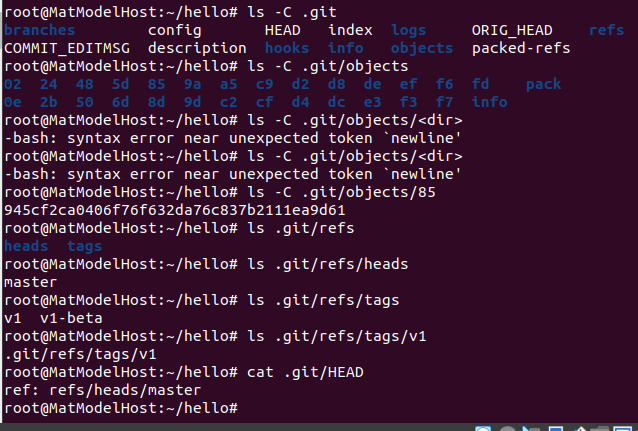 root@MatModelHost:~/hello# ls -C .git
branches config HEAD index logs ORIG_HEAD refs
COMMIT_EDITMSG description hooks info objects packed-refs
root@MatModelHost:~/hello# ls -C .git/objects
02 24 48 5d 85 9a a5 c9 d2 d8 de ef f6 fd pack
0e 2b 50 6d 8d 9d c2 cf d4 dc e3 f3 f7 info
root@MatModelHost:~/hello# ls -C .git/objects/<dir>
-bash: syntax error near unexpected token `newline'
root@MatModelHost:~/hello# ls -C .git/objects/<dir>
-bash: syntax error near unexpected token `newline'
root@MatModelHost:~/hello# ls -C .git/objects/85
945cf2ca0406f76f632da76c837b2111ea9d61
root@MatModelHost:~/hello# ls .git/refs
heads tags
root@MatModelHost:~/hello# ls .git/refs/heads
master
root@MatModelHost:~/hello# ls .git/refs/tags
v1 v1-beta
root@MatModelHost:~/hello# ls .git/refs/tags/v1
.git/refs/tags/v1
root@MatModelHost:~/hello# cat .git/HEAD
ref: refs/heads/master
root@MatModelHost:~/hello#